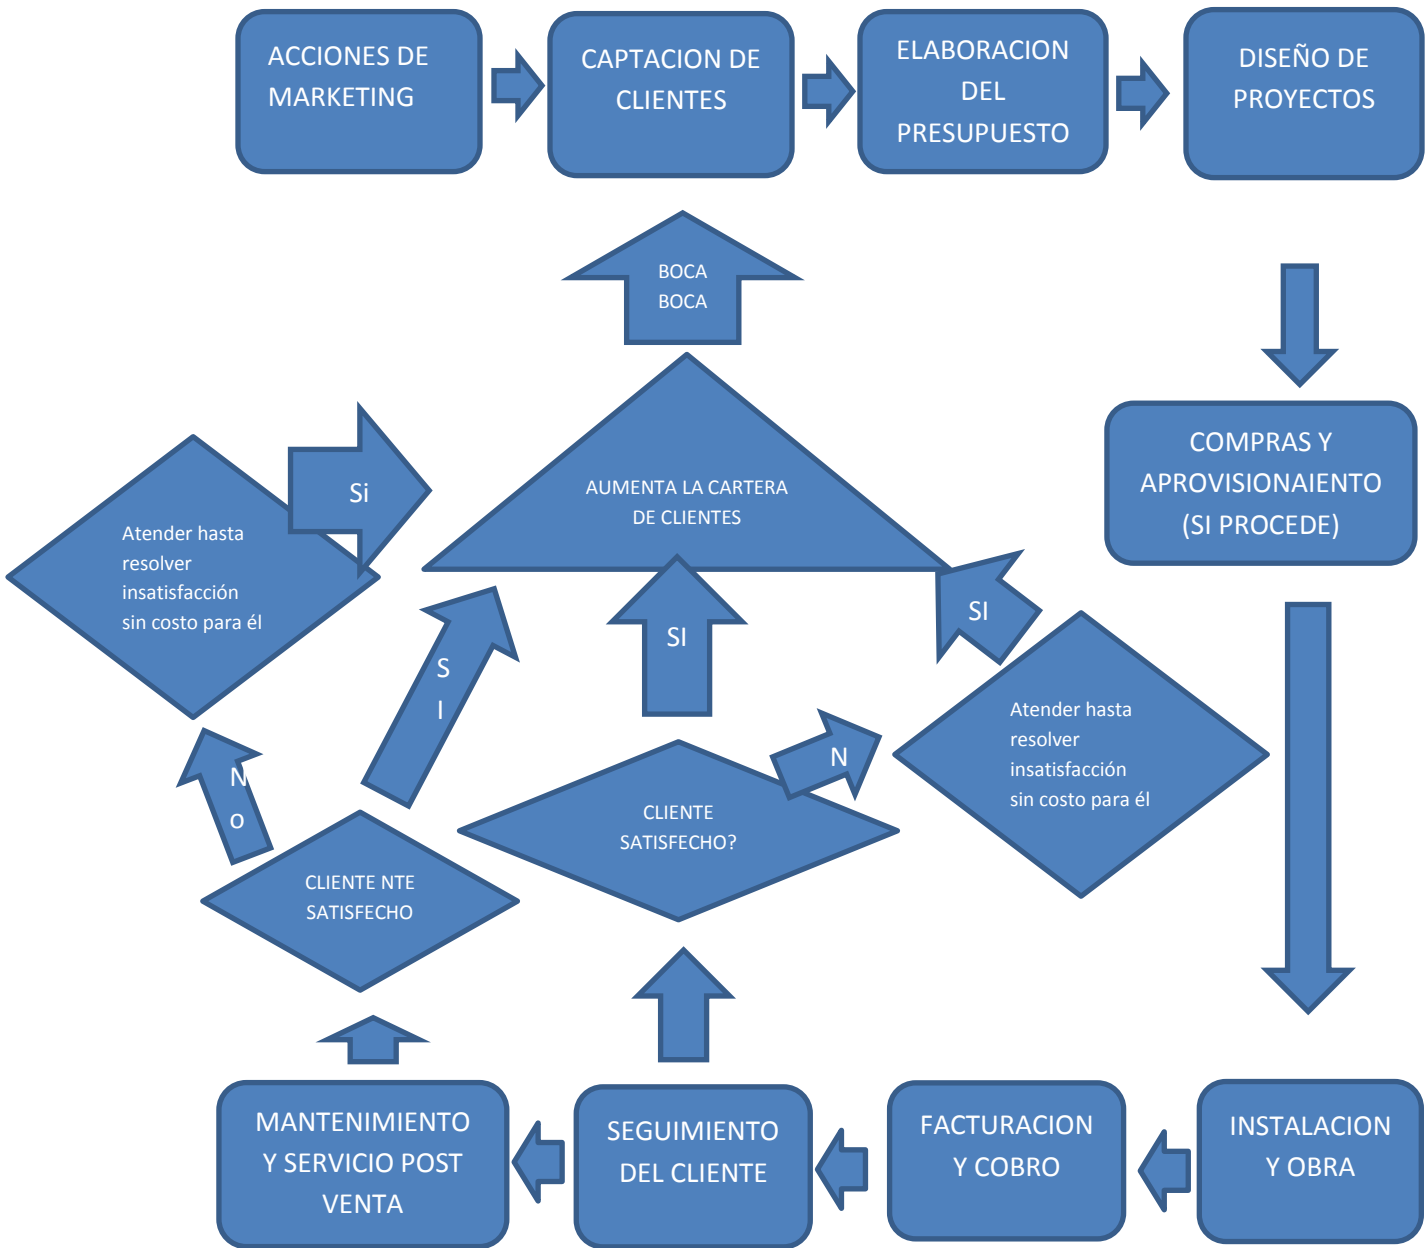 ACCIONES DE
MARKETING
CAPTACION DE
CLIENTES
ELABORACION
DEL
PRESUPUESTO
DISEÑO DE
PROYECTOS
BOCA
BOCA
COMPRAS Y
APROVISIONAIENTO
(SI PROCEDE)
Si
AUMENTA LA CARTERA
DE CLIENTES
Atender hasta
resolver
insatisfacción
sin costo para él
SI
SI
S
I
Atender hasta
resolver
insatisfacción
sin costo para él
N
N
o
CLIENTE
SATISFECHO?
CLIENTE NTE
SATISFECHO
MANTENIMIENTO
Y SERVICIO POST
VENTA
SEGUIMIENTO
DEL CLIENTE
FACTURACION
Y COBRO
INSTALACION
Y OBRA